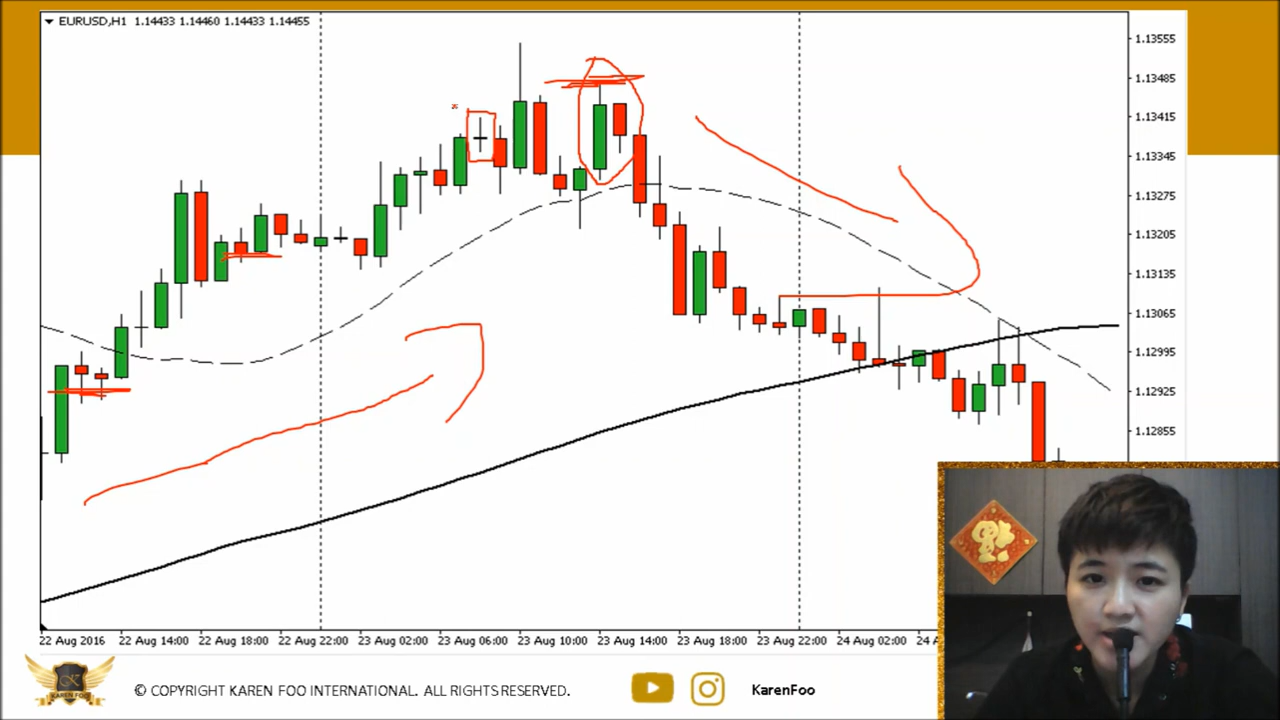 EURUSD,H1 1.14433 1.14460 1.14433 1.14455
1.13555
1.13485
1.13415
1.13345
1.13275
1.13205
1.13135
1.13065
1.12995
1.12925
1.12855
福
22 Aug 2016 22 Aug 14:00 22 Aug 18:00 22 Aug 22:00 23 Aug 02:00 23 Aug 06:00 23 Aug 10:00 23 Aug 14:00 23 Aug 18:00 23 Aug 22:00 24 Aug 02:00 24 A
K
KAREN FOO
© COPYRIGHT KAREN FOO INTERNATIONAL. ALL RIGHTS RESERVED.
KarenFoo